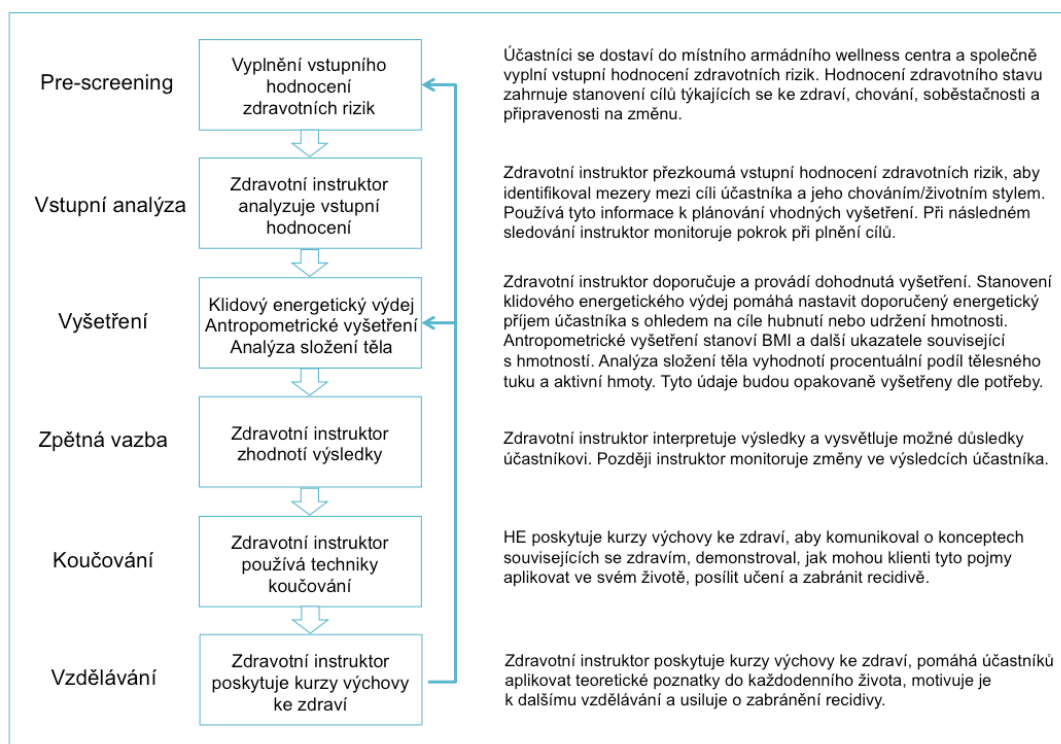 Pre-screening
Vyplnění vstupního
hodnocení
zdravotních rizik
Účastníci se dostaví do místního armádního wellness centra a společně
vyplní vstupní hodnocení zdravotních rizik. Hodnocení zdravotního stavu
zahrnuje stanovení cílů týkajících se ke zdraví, chování, soběstačnosti a
připravenosti na změnu.
Vstupní analýza
Zdravotní instruktor
analyzuje vstupní
hodnocení
Zdravotní instruktor přezkoumá vstupní hodnocení zdravotních rizik, aby
identifikoval mezery mezi cíli účastníka a jeho chováním/životním stylem.
Používá tyto informace k plánování vhodných vyšetření. Při následném
sledování instruktor monitoruje pokrok při plnění cílů.
Vyšetření
Klidový energetický výdej
Antropometrické vyšetření
Analýza složení těla
Zdravotní instruktor doporučuje a provádí dohodnutá vyšetření. Stanovení
klidového energetického výdej pomáhá nastavit doporučený energetický
příjem účastníka s ohledem na cíle hubnutí nebo udržení hmotnosti.
Antropometrické vyšetření stanoví BMI a další ukazatele související
s hmotností. Analýza složení těla vyhodnotí procentuální podíl tělesného
tuku a aktivní hmoty. Tyto údaje budou opakovaně vyšetřeny dle potřeby.
Zpětná vazba
Zdravotní instruktor
zhodnotí výsledky
Zdravotní instruktor interpretuje výsledky a vysvětluje možné důsledky
účastníkovi. Později instruktor monitoruje změny ve výsledcích účastníka.
Koučování
Zdravotní instruktor
používá techniky
koučování
HE poskytuje kurzy výchovy ke zdraví, aby komunikoval o konceptech
souvisejících se zdravím, demonstroval, jak mohou klienti tyto pojmy
aplikovat ve svém životě, posílit učení a zabránit recidivě.
Vzdělávání
Zdravotní instruktor
poskytuje kurzy výchovy
ke zdraví
Zdravotní instruktor poskytuje kurzy výchovy ke zdraví, pomáhá účastníků
aplikovat teoretické poznatky do každodenního života, motivuje je
k dalšímu vzdělávání a usiluje o zabránění recidivy.